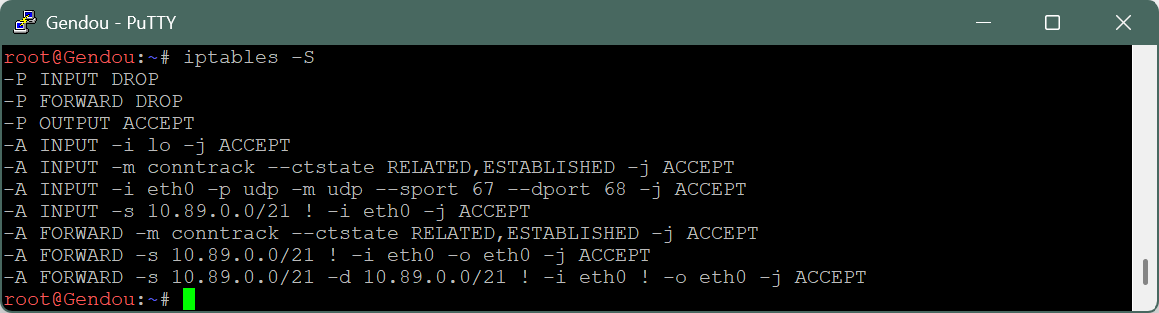 Gendou - PuTTY
root@Gendou:~# iptables -S
-P INPUT DROP
-P FORWARD DROP
-P OUTPUT ACCEPT
-A INPUT -i lo -j ACCEPT
-A INPUT -m conntrack --ctstate RELATED,ESTABLISHED -j ACCEPT
-A INPUT -i eth0 -p udp -m udp --sport 67 --dport 68 -j ACCEPT
-A INPUT -s 10.89.0.0/21 ! -i eth0 -j ACCEPT
-A FORWARD -m conntrack --ctstate RELATED,ESTABLISHED -j ACCEPT
-A FORWARD -s 10.89.0.0/21 ! -i eth0 -o eth0 -j ACCEPT
-A FORWARD -s 10.89.0.0/21 -d 10.89.0.0/21 ! -i eth0 ! -o eth0 -j ACCEPT
root@Gendou:~#